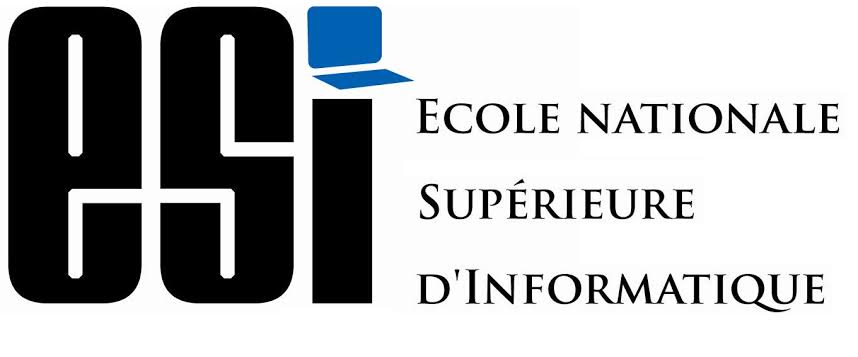 esi
Ecole nationale
Supérieure
d'Informatique